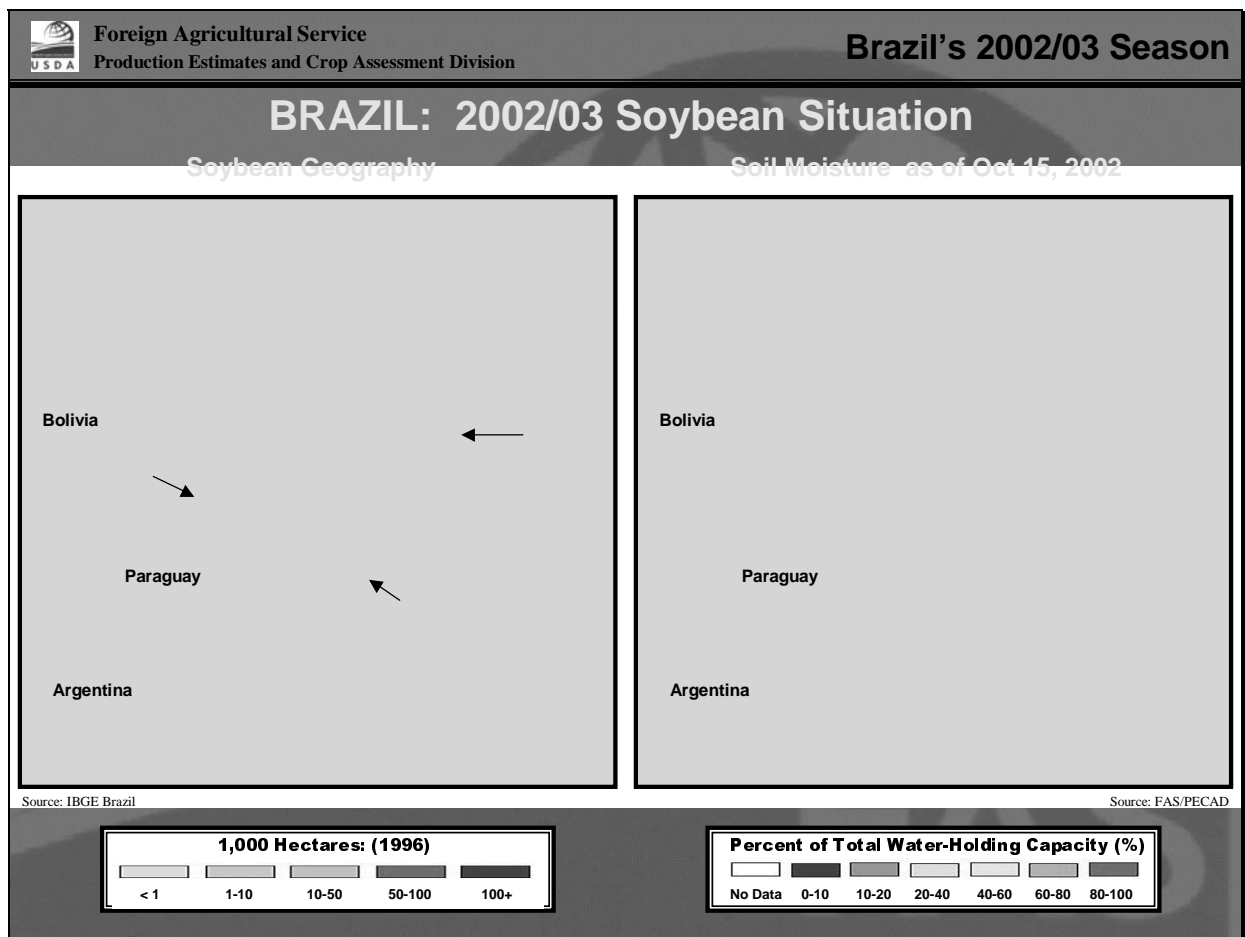 USDA
Foreign Agricultural Service
Production Estimates and Crop Assessment Division
Brazil's 2002/03 Season
BRAZIL: 2002/03 Soybean Situation
Soybean Geography
Soil Moisture as of Oct 15, 2002
Bolivia
Paraguay
Argentina
Bolivia
Paraguay
Argentina
Source: IBGE Brazil
Source: FAS/PECAD
1,000 Hectares: (1996)
< 1 1-10 10-50 50-100 100+
Percent of Total Water-Holding Capacity (%)
No Data 0-10 10-20 20-40 40-60 60-80 80-100
FAS